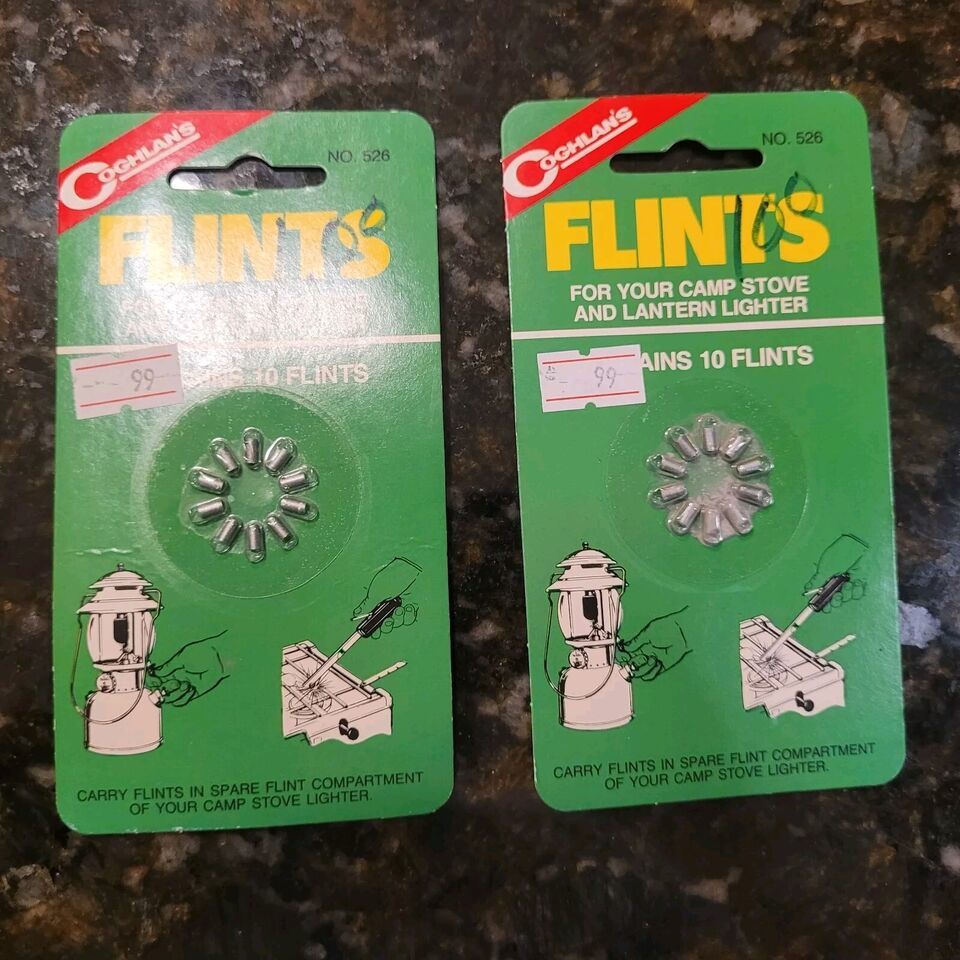 COGHLAN'S
NO. 526
FLINTS
99
AINS 10 FLINTS
CARRY FLINTS IN SPARE FLINT COMPARTMENT
OF YOUR CAMP STOVE LIGHTER.
COGHLAN'S
NO. 526
FLINTS
FOR YOUR CAMP STOVE
AND LANTERN LIGHTER
99
AINS 10 FLINTS
CARRY FLINTS IN SPARE FLINT COMPARTMENT
OF YOUR CAMP STOVE LIGHTER.